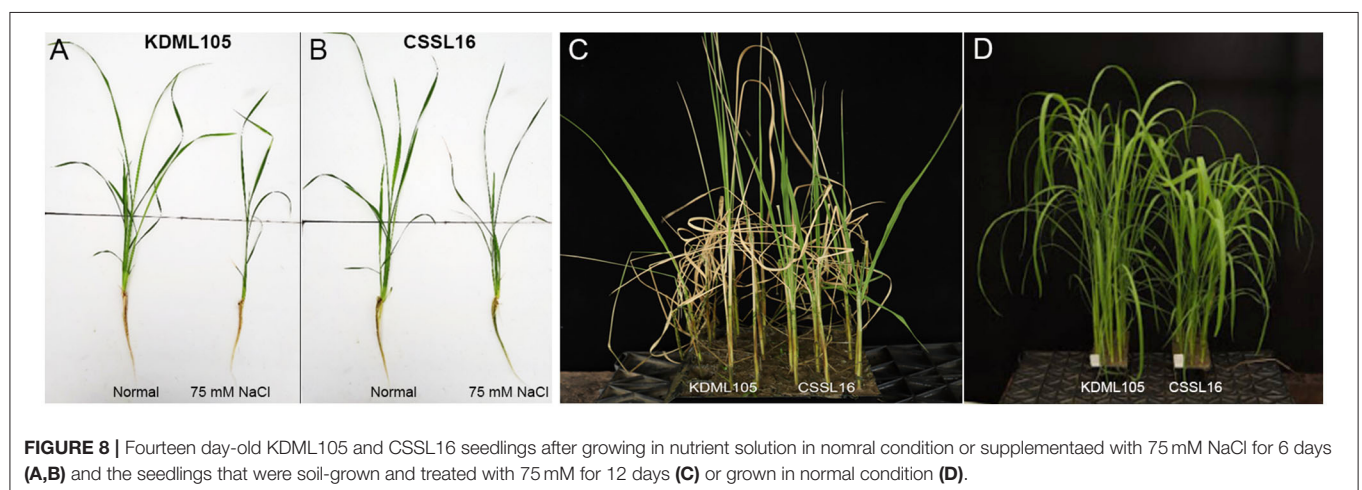 A KDML105
B CSSL16
C
D
Normal 75 mM NaCl
Normal 75 mM NaCl
KDML105 CSSL16
KDML105 CSSL16
FIGURE 8 | Fourteen day-old KDML105 and CSSL16 seedlings after growing in nutrient solution in nomral condition or supplementaed with 75 mM NaCl for 6 days
(A,B) and the seedlings that were soil-grown and treated with 75 mM for 12 days (C) or grown in normal condition (D).